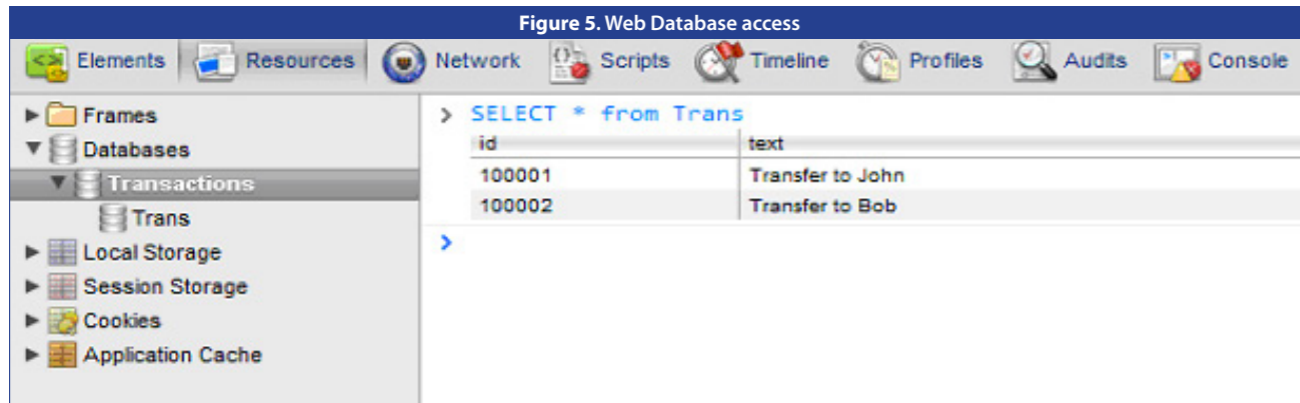 Figure 5. Web Database access
Elements Resources Network Scripts Timeline Profiles Audits Console
Frames
Databases
Transactions
Trans
Local Storage
Session Storage
Cookies
Application Cache
> SELECT * from Trans
id text
100001 Transfer to John
100002 Transfer to Bob
>